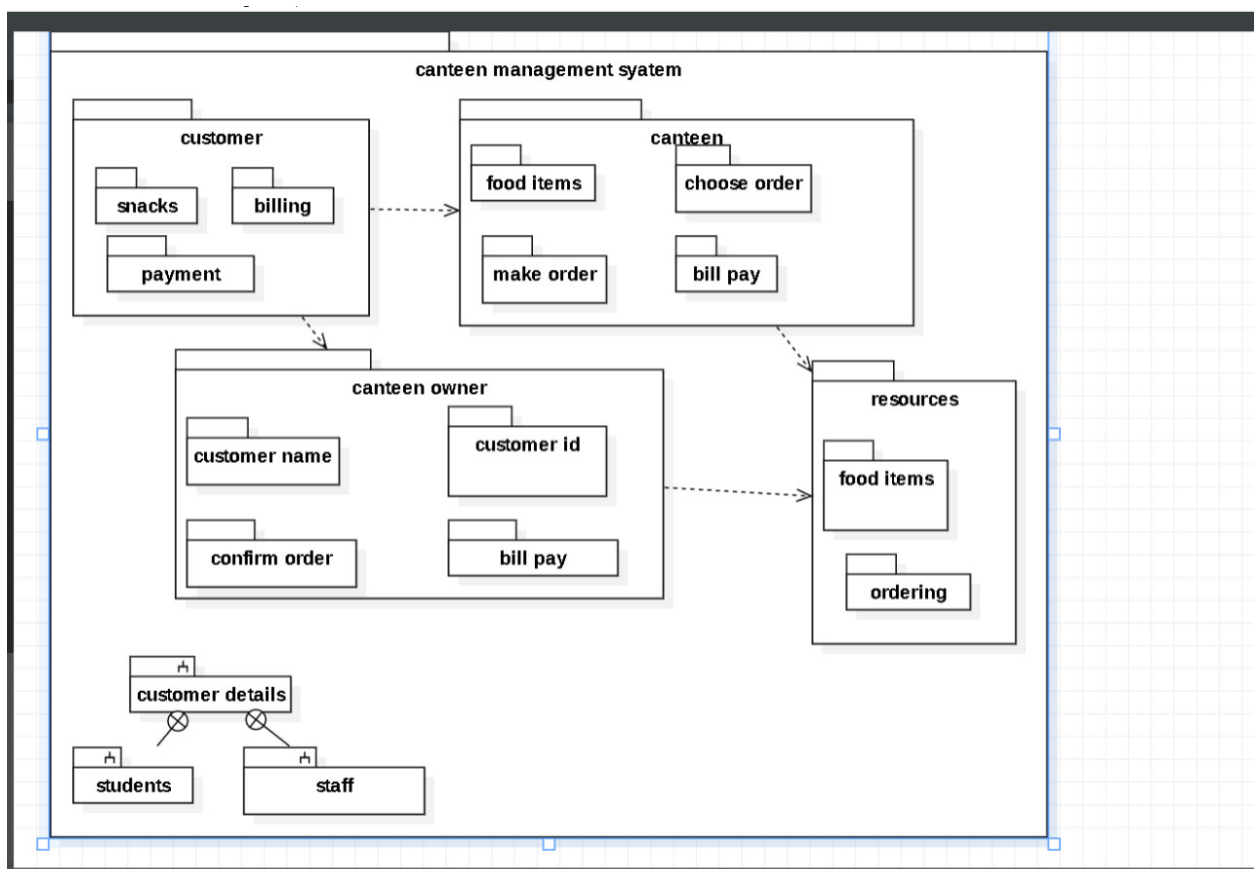 canteen management syatem
customer
snacks
billing
payment
canteen
food items
choose order
make order
bill pay
canteen owner
customer name
customer id
confirm order
bill pay
resources
food items
ordering
customer details
students
staff